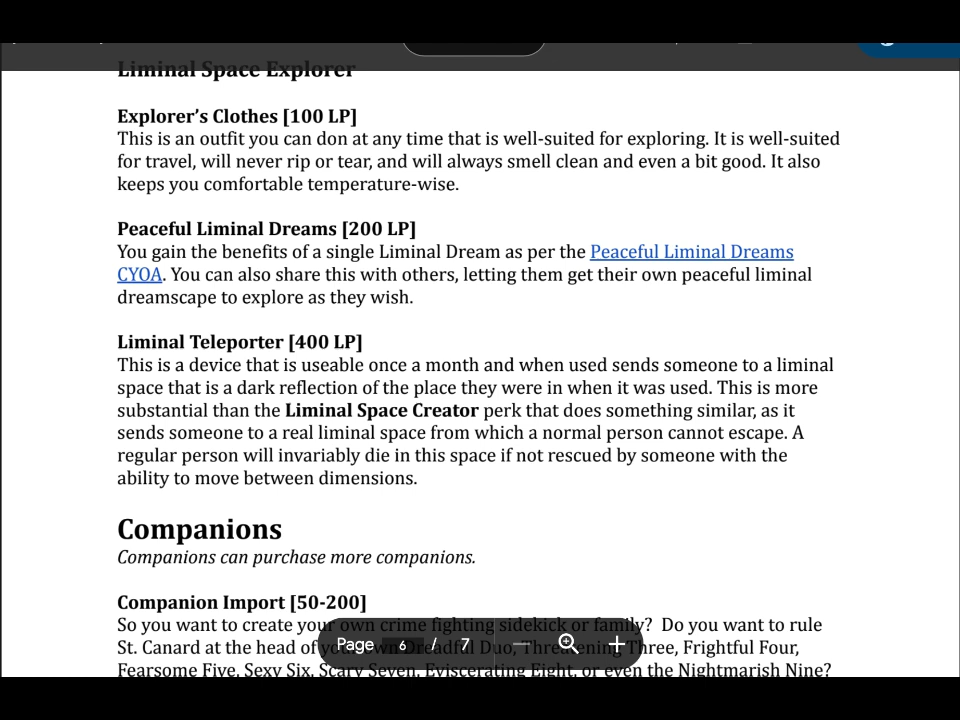 Liminal Space Explorer
Explorer’s Clothes [100 LP]
This is an outfit you can don at any time that is well-suited for exploring. It is well-suited
for travel, will never rip or tear, and will always smell clean and even a bit good. It also
keeps you comfortable temperature-wise.
Peaceful Liminal Dreams [200 LP]
You gain the benefits of a single Liminal Dream as per the Peaceful Liminal Dreams
CYOA. You can also share this with others, letting them get their own peaceful liminal
dreamscape to explore as they wish.
Liminal Teleporter [400 LP]
This is a device that is useable once a month and when used sends someone to a liminal
space that is a dark reflection of the place they were in when it was used. This is more
substantial than the Liminal Space Creator perk that does something similar, as it
sends someone to a real liminal space from which a normal person cannot escape. A
regular person will invariably die in this space if not rescued by someone with the
ability to move between dimensions.
Companions
Companions can purchase more companions.
Companion Import [50-200]
So you want to create your own crime fighting sidekick or family? Do you want to rule
St. Canard at the head of your own Dreadful Duo, Threatening Three, Frightful Four,
Fearsome Five, Sexy Six, Scary Seven, Eviscerating Eight, or even the Nightmarish Nine?
Page 6 / 7